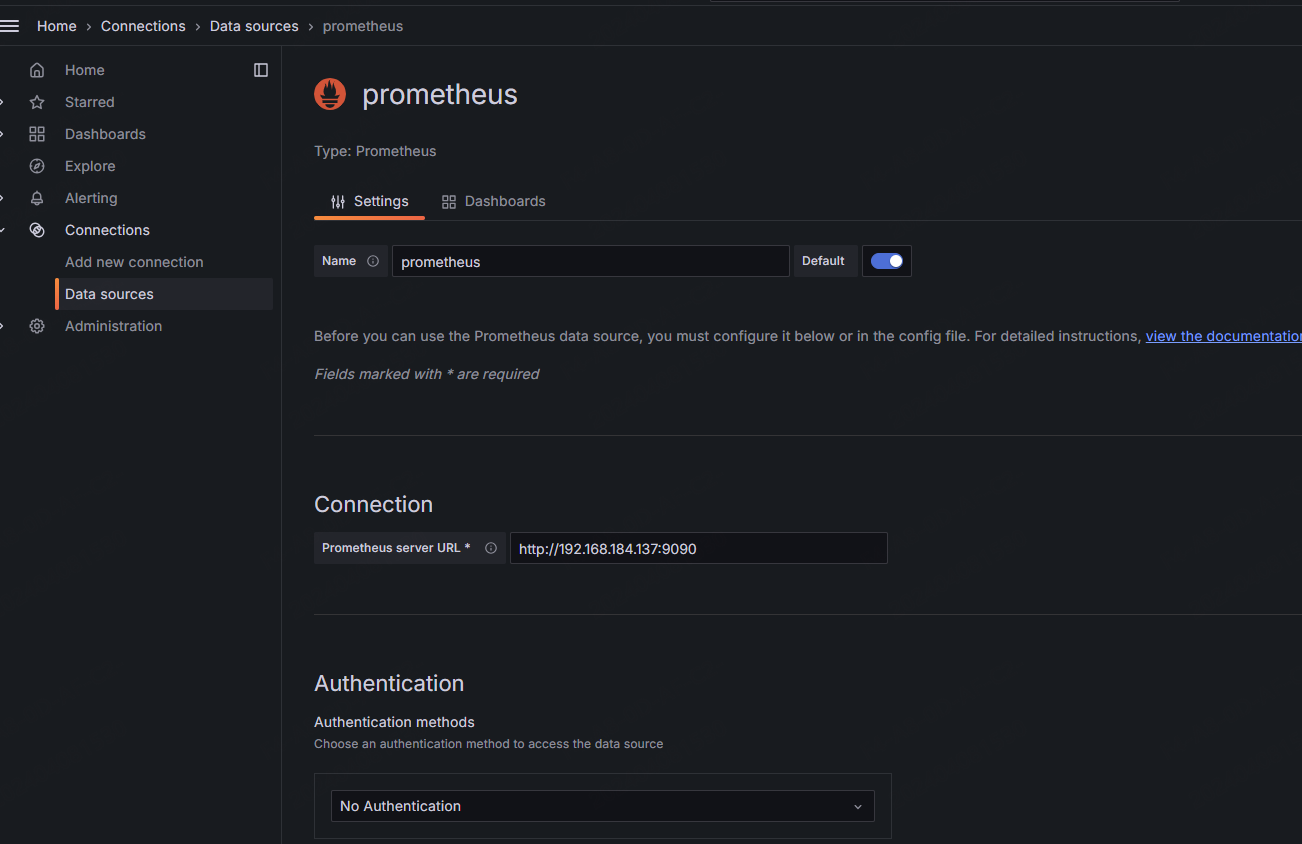 Home › Connections › Data sources › prometheus
Home
Starred
Dashboards
Explore
Alerting
Connections
Add new connection
Data sources
Administration
prometheus
Type: Prometheus
Settings Dashboards
Name prometheus Default
Before you can use the Prometheus data source, you must configure it below or in the config file. For detailed instructions, view the documentation
Fields marked with * are required
Connection
Prometheus server URL * http://192.168.184.137:9090
Authentication
Authentication methods
Choose an authentication method to access the data source
No Authentication